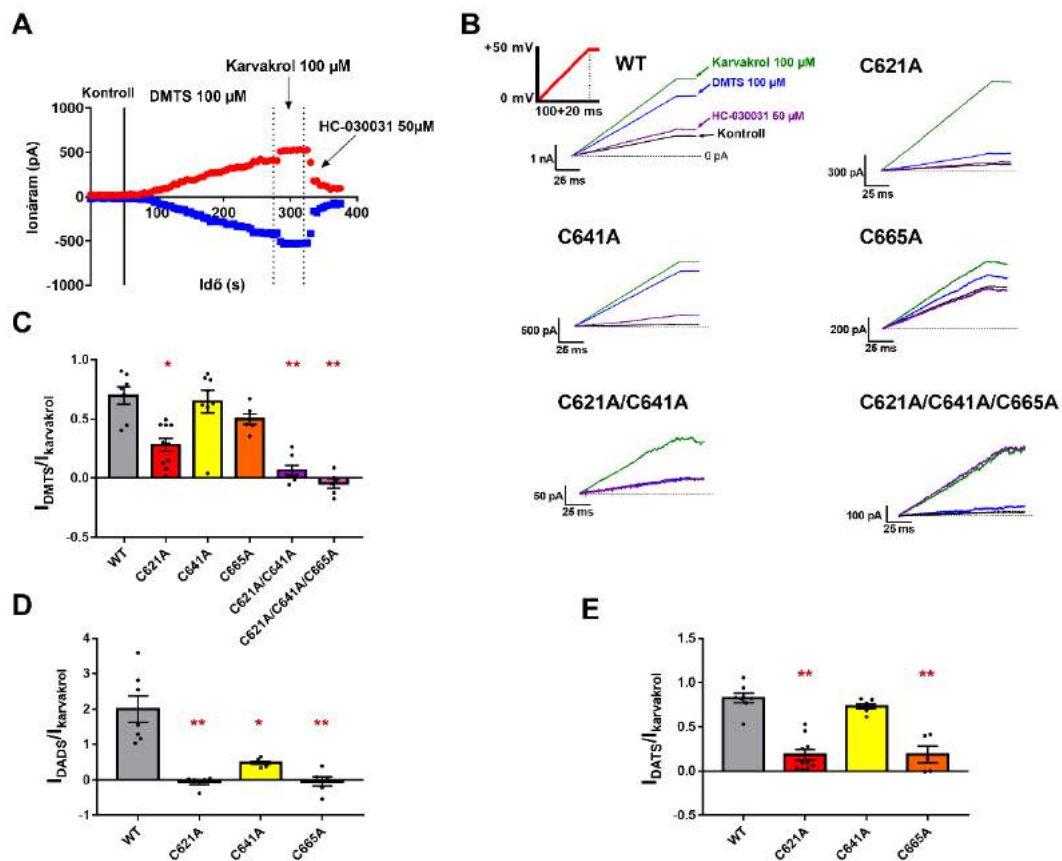 A
Karvakrol 100 µM
Kontroll
DMTS 100 µM
HC-030031 50µM
1000
500
0
-500
-1000
100
200
300
400
Ionáram (pA)
Idő (s)
B
+50 mV
0 mV
100+20 ms
WT
Karvakrol 100 µM
DMTS 100 µM
HC-030031 50 µM
Kontroll
0 pA
1 nA
25 ms
C621A
300 pA
25 ms
C641A
500 pA
25 ms
C665A
200 pA
25 ms
C621A/C641A
50 pA
25 ms
C621A/C641A/C665A
100 pA
25 ms
C
1.0
0.5
0.0
-0.5
IDMTS/Ikarvakrol
*
**
**
WT
C621A
C641A
C665A
C621A/C641A
C621A/C641A/C665A
D
4
3
2
1
0
-1
IDADS/Ikarvakrol
**
*
**
WT
C621A
C641A
C665A
E
1.5
1.0
0.5
0.0
-0.5
IDATS/Ikarvakrol
**
**
WT
C621A
C641A
C665A